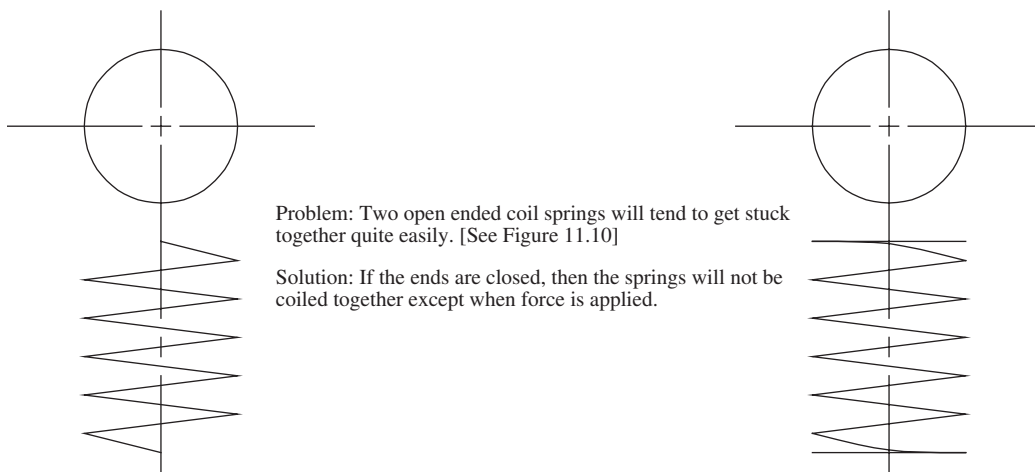 Problem: Two open ended coil springs will tend to get stuck
together quite easily. [See Figure 11.10]
Solution: If the ends are closed, then the springs will not be
coiled together except when force is applied.